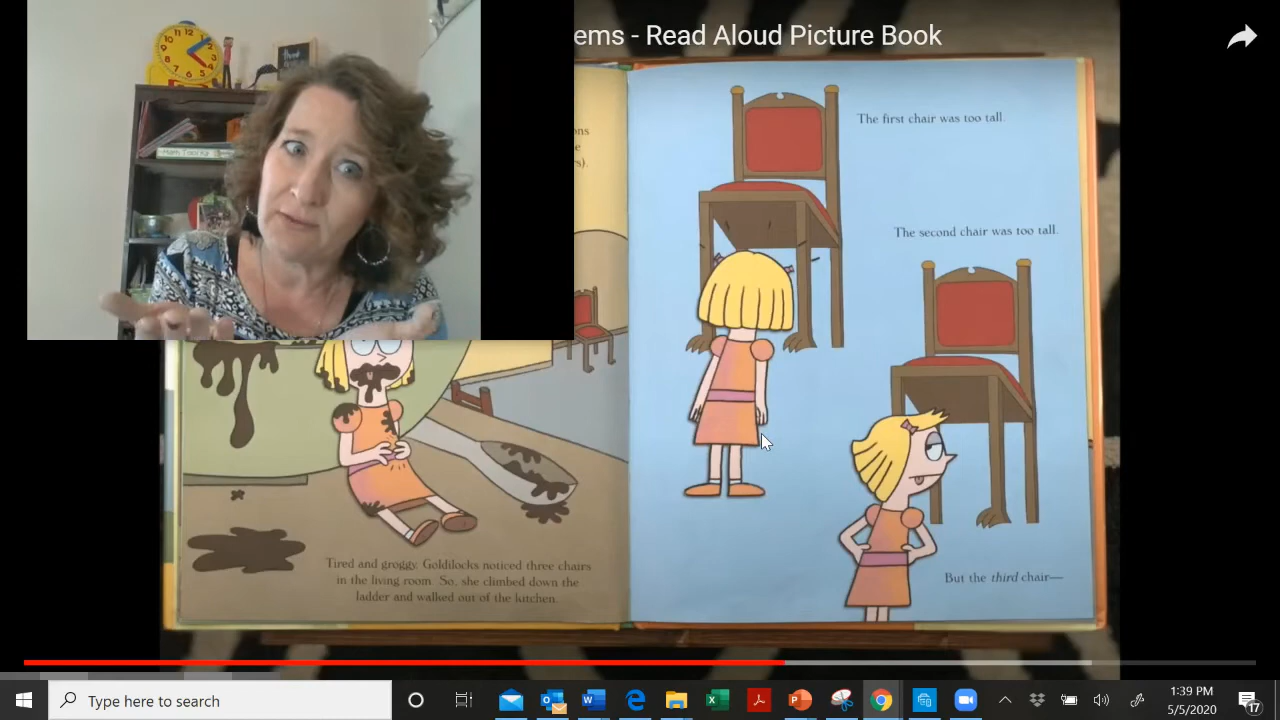 ems - Read Aloud Picture Book
ons
e
s).
The first chair was too tall.
The second chair was too tall.
Tired and groggy, Goldilocks noticed three chairs
in the living room. So, she climbed down the
ladder and walked out of the kitchen.
But the third chair—
Type here to search
1:39 PM
5/5/2020
17